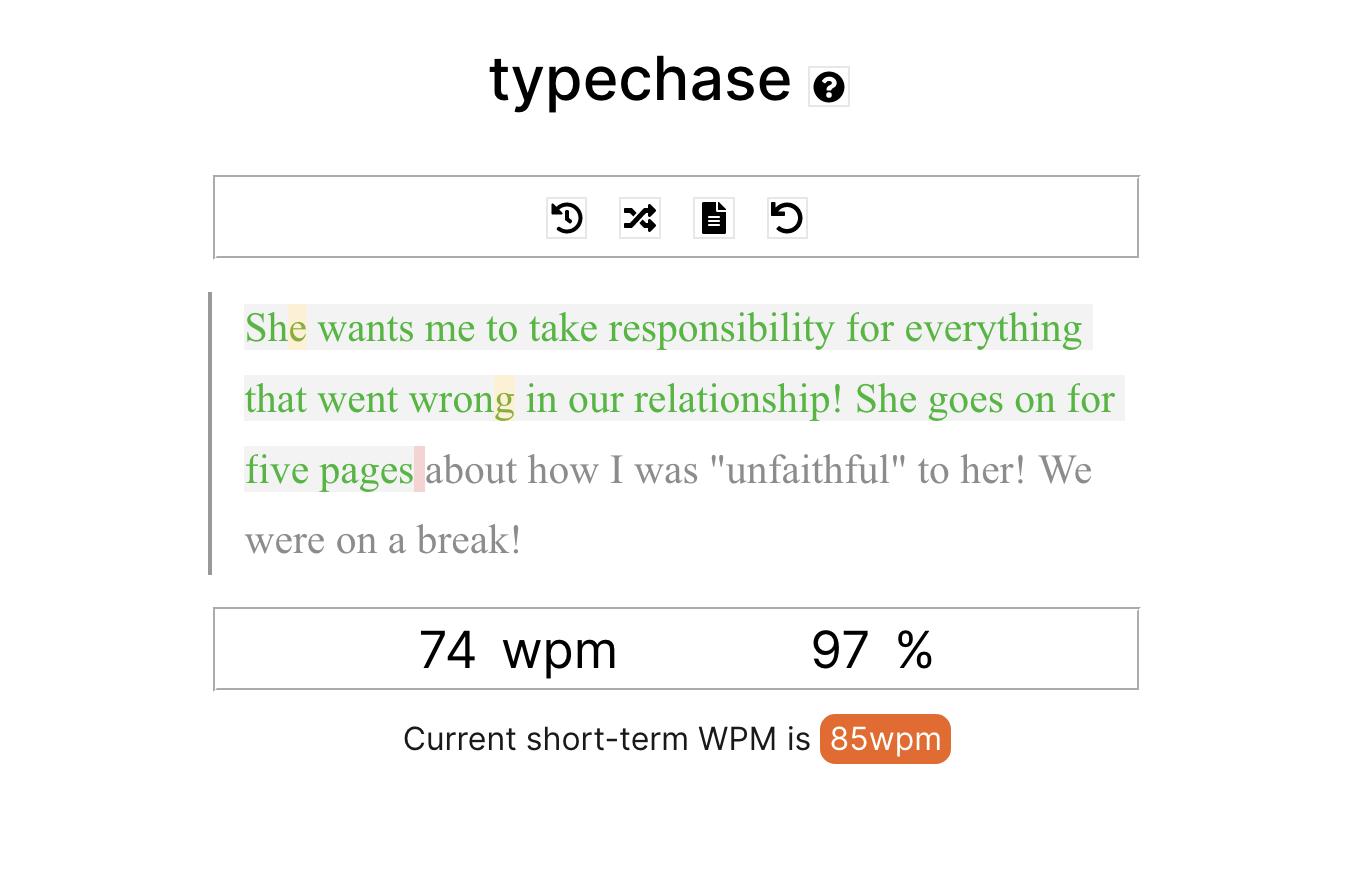 typechase
She wants me to take responsibility for everything
that went wrong in our relationship! She goes on for
five pages about how I was "unfaithful" to her! We
were on a break!
74 wpm 97 %
Current short-term WPM is 85wpm